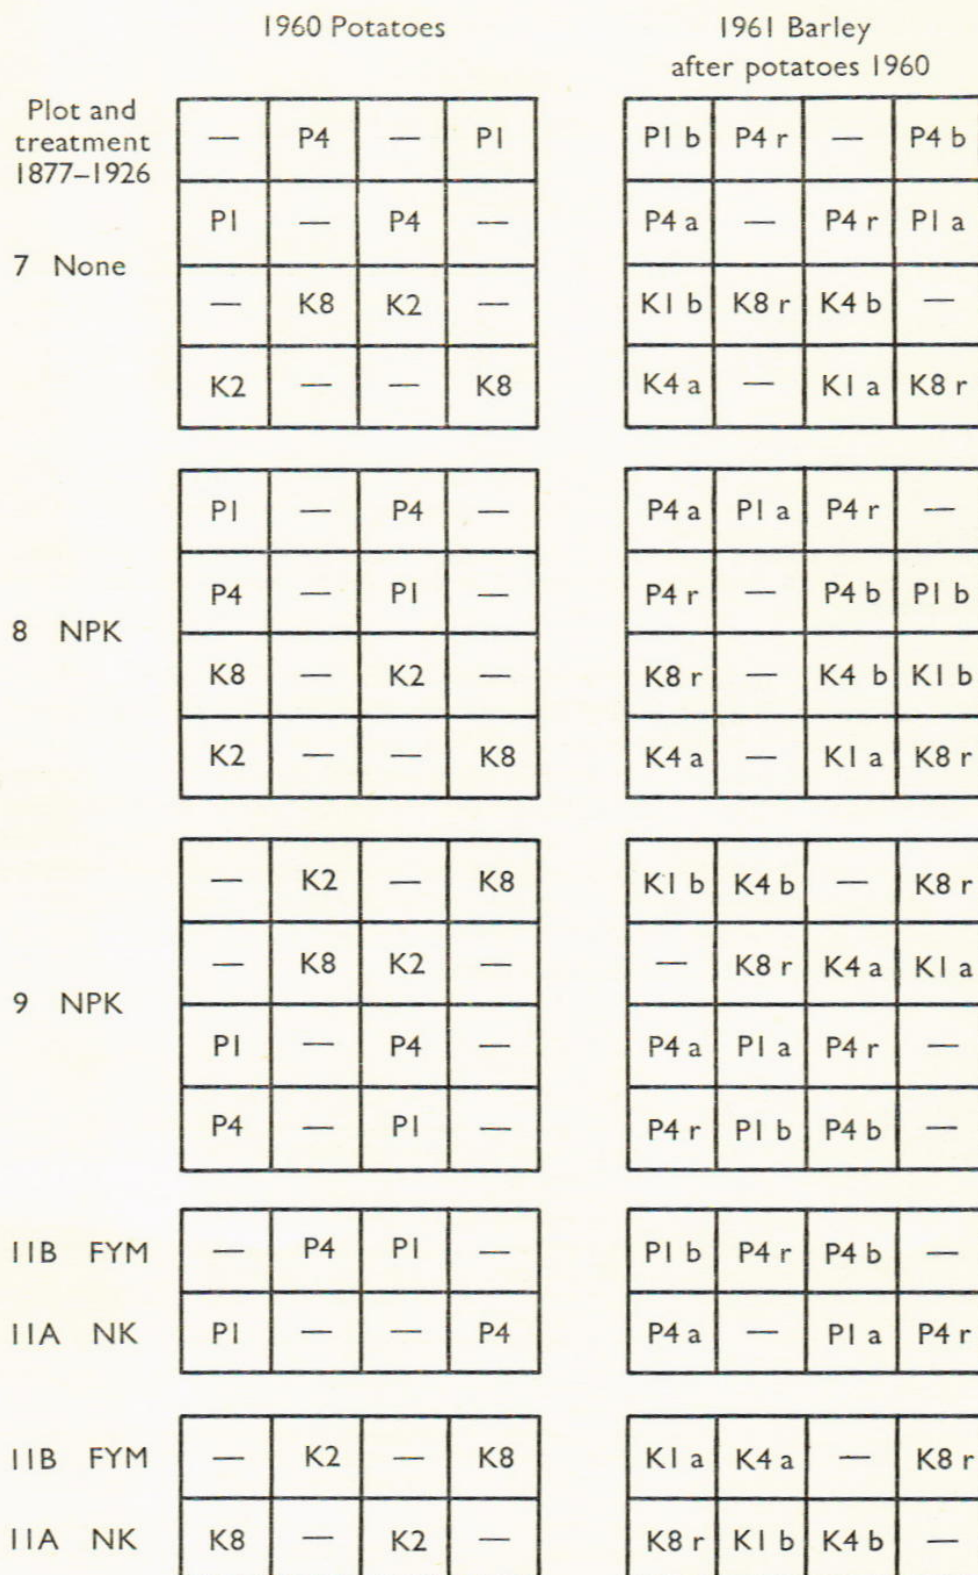 1960 Potatoes 1961 Barley
after potatoes 1960
Plot and
treatment
1877–1926
— P4 — P1 P1 b P4 r — P4 b
P1 — P4 — P4 a — P4 r P1 a
7 None
— K8 K2 — K1 b K8 r K4 b —
K2 — — K8 K4 a — K1 a K8 r
P1 — P4 — P4 a P1 a P4 r —
P4 — P1 — P4 r — P4 b P1 b
8 NPK
K8 — K2 — K8 r — K4 b K1 b
K2 — — K8 K4 a — K1 a K8 r
— K2 — K8 K1 b K4 b — K8 r
— K8 K2 — — K8 r K4 a K1 a
9 NPK
P1 — P4 — P4 a P1 a P4 r —
P4 — P1 — P4 r P1 b P4 b —
11B FYM — P4 P1 — P1 b P4 r P4 b —
11A NK P1 — — P4 P4 a — P1 a P4 r
11B FYM — K2 — K8 K1 a K4 a — K8 r
11A NK K8 — K2 — K8 r K1 b K4 b —